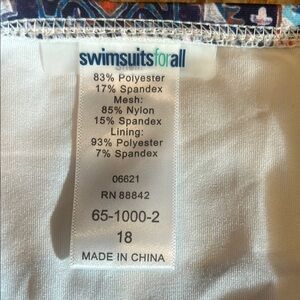 swimsuitsforall
83% Polyester
17% Spandex
Mesh:
85% Nylon
15% Spandex
Lining:
93% Polyester
7% Spandex
06621
RN 88842
65-1000-2
18
MADE IN CHINA